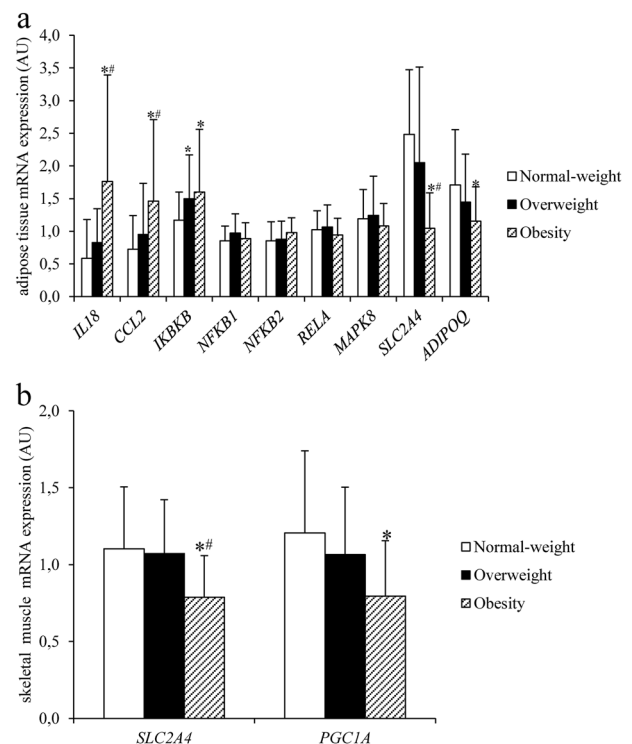 a
adipose tissue mRNA expression (AU)
4,0
3,5
3,0
2,5
2,0
1,5
1,0
0,5
0,0
*#
*#
*
*
*#
*
IL18
CCL2
IKBKB
NFKB1
NFKB2
RELA
MAPK8
SLC2A4
ADIPOQ
Normal-weight
Overweight
Obesity
b
skeletal muscle mRNA expression (AU)
2,0
1,5
1,0
0,5
0,0
*#
*
SLC2A4
PGC1A
Normal-weight
Overweight
Obesity